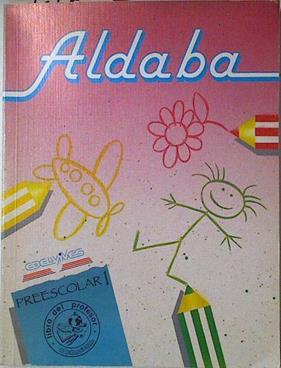 Aldaba
EDELVIVES
PREESCOLAR 1
libro del profesor